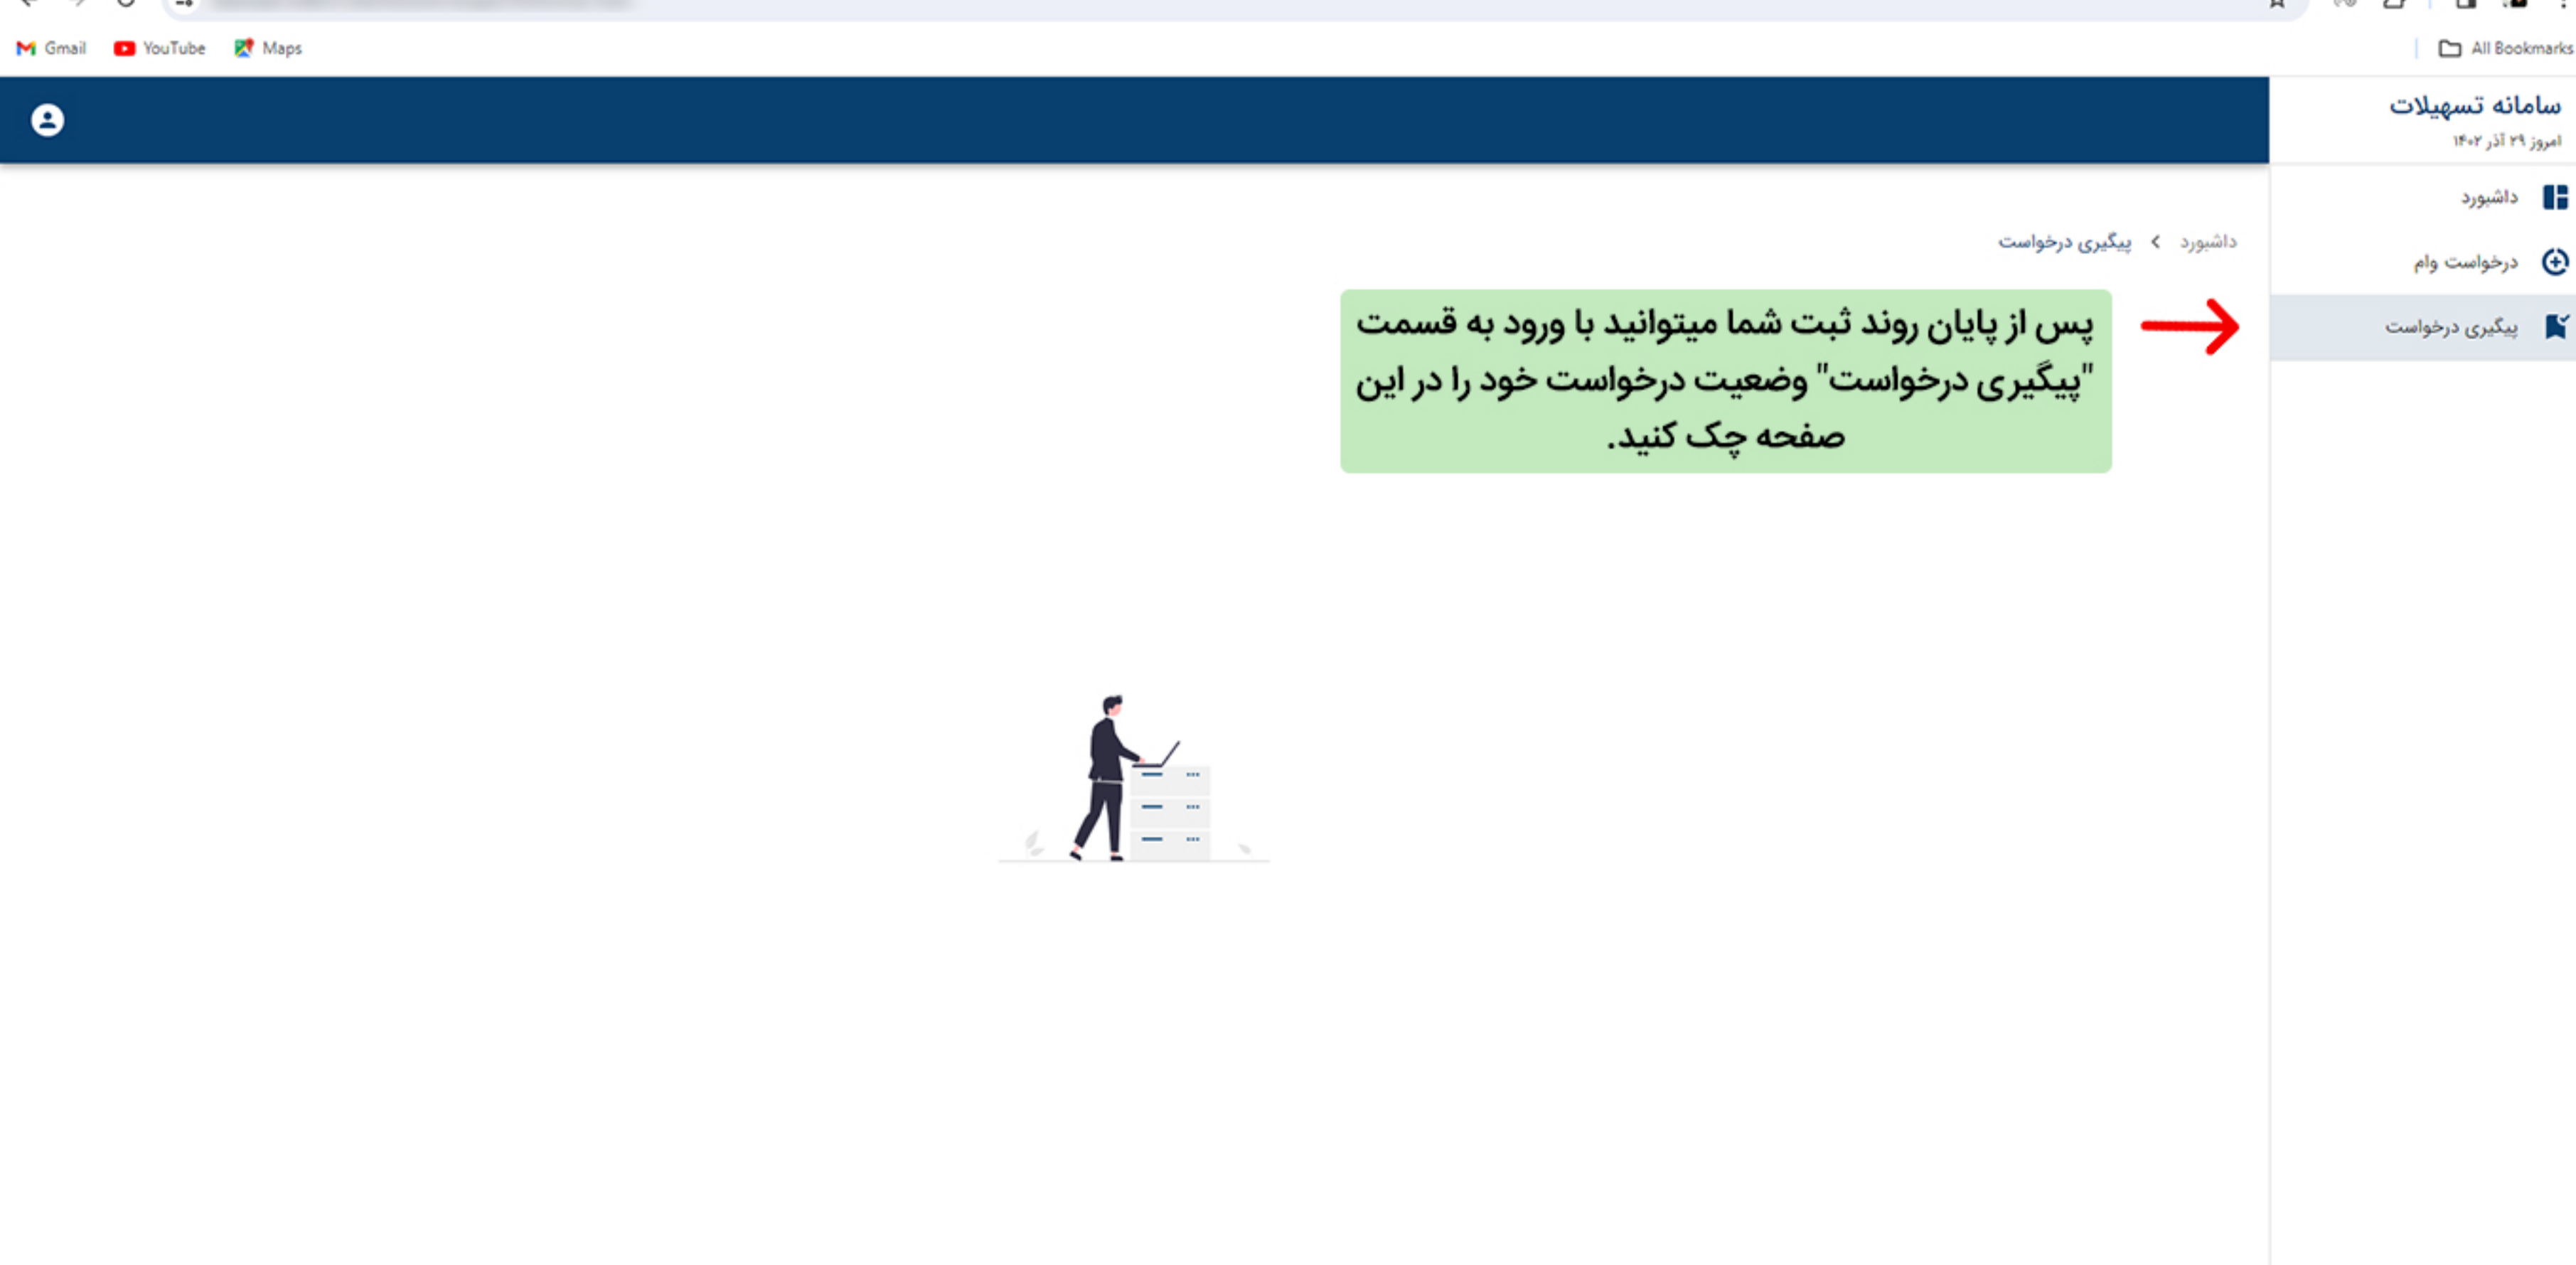 Gmail
YouTube
Maps
All Bookmarks
سامانه تسهیلات
امروز ۲۹ آذر ۱۴۰۲
داشبورد
درخواست وام
پیگیری درخواست
داشبورد > پیگیری درخواست
پس از پایان روند ثبت شما میتوانید با ورود به قسمت
"پیگیری درخواست" وضعیت درخواست خود را در این
صفحه چک کنید.